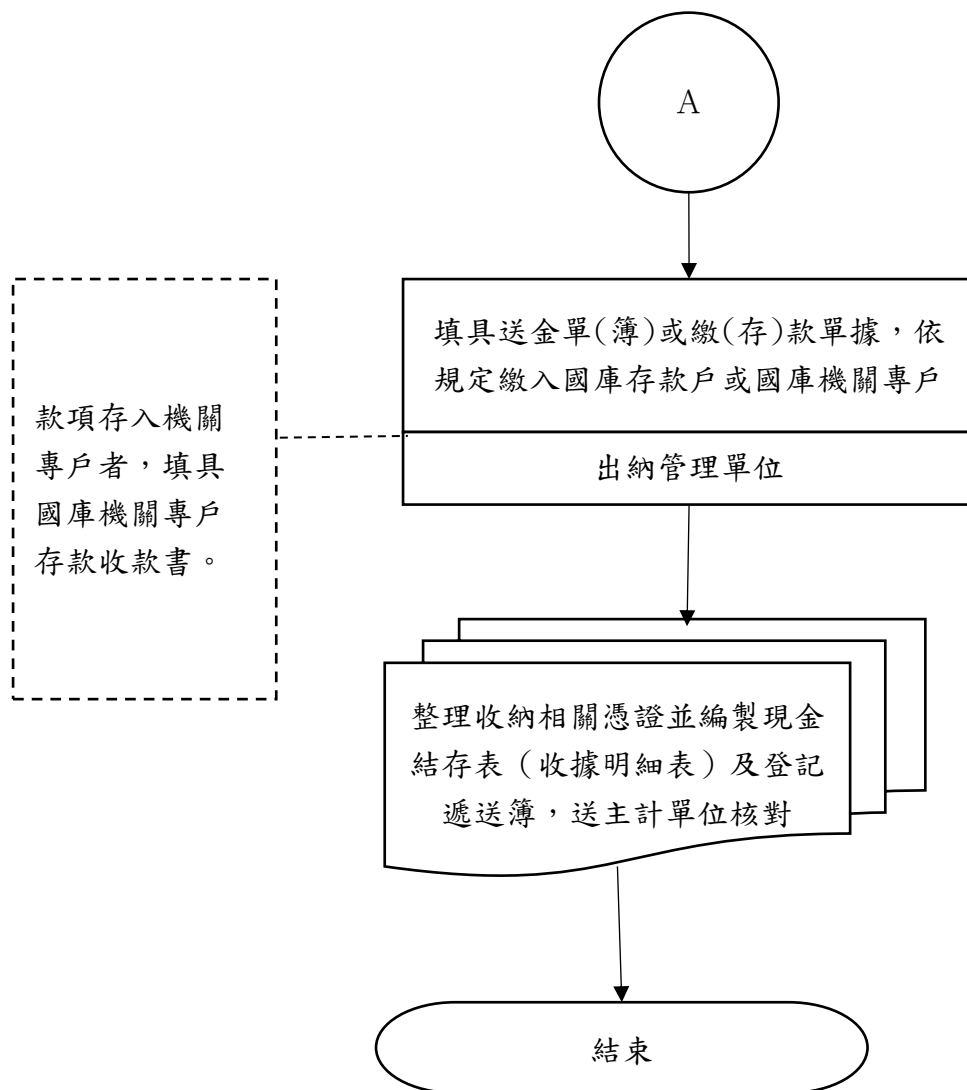 A
填具送金單(簿)或繳(存)款單據，依
規定繳入國庫存款戶或國庫機關專戶
出納管理單位
款項存入機關
專戶者，填具
國庫機關專戶
存款收款書。
整理收納相關憑證並編製現金
結存表（收據明細表）及登記
遞送簿，送主計單位核對
結束